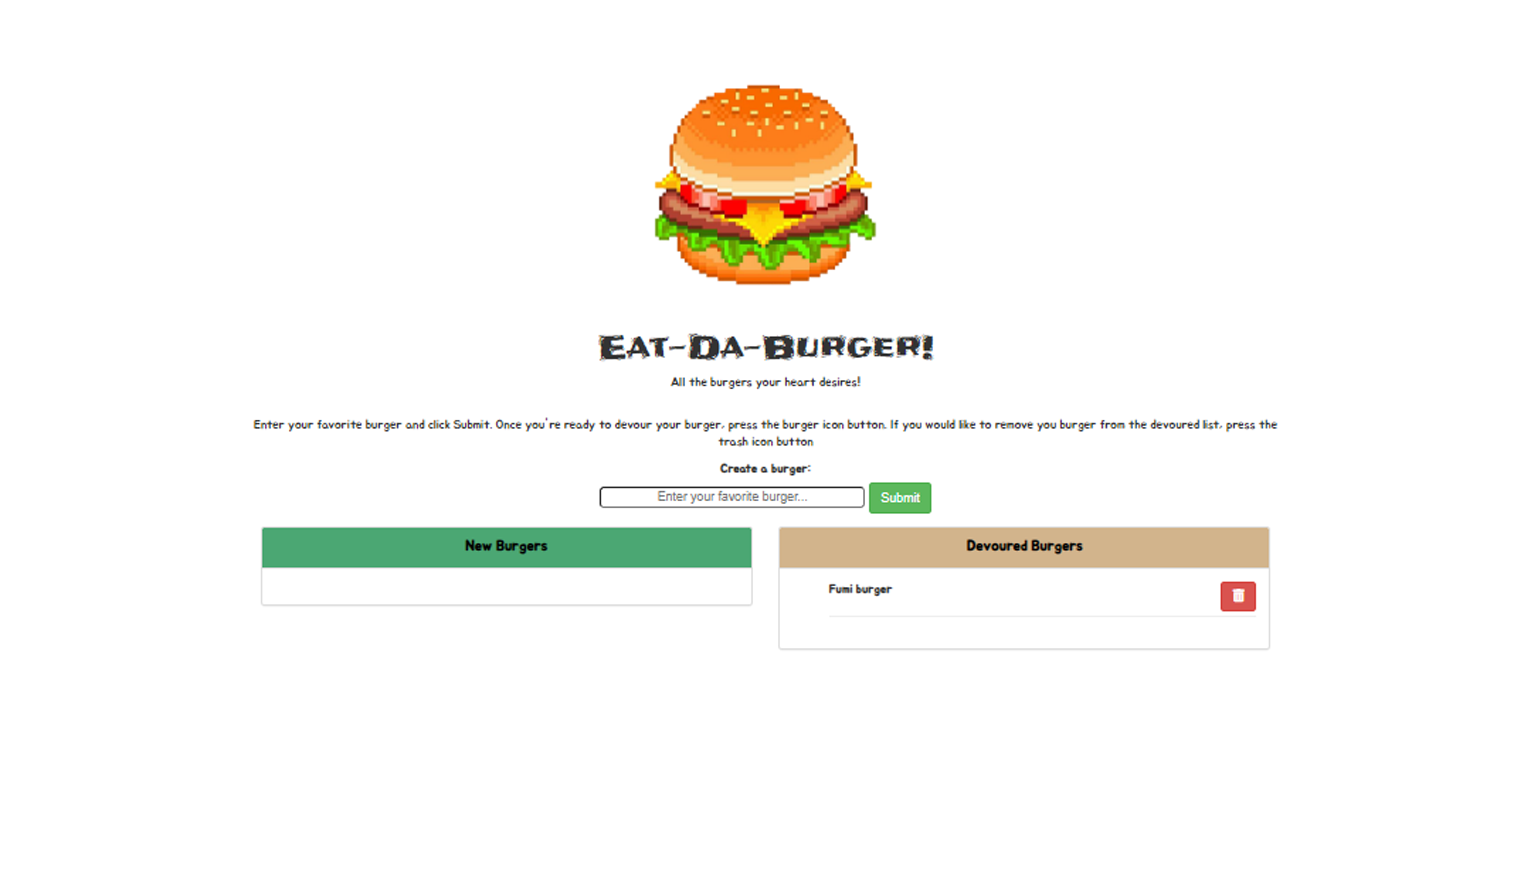 Eat-Da-Burger!
All the burgers your heart desires!
Enter your favorite burger and click Submit. Once you're ready to devour your burger, press the burger icon button. If you would like to remove you burger from the devoured list, press the
trash icon button
Create a burger:
Enter your favorite burger... Submit
New Burgers
Devoured Burgers
Fumi burger